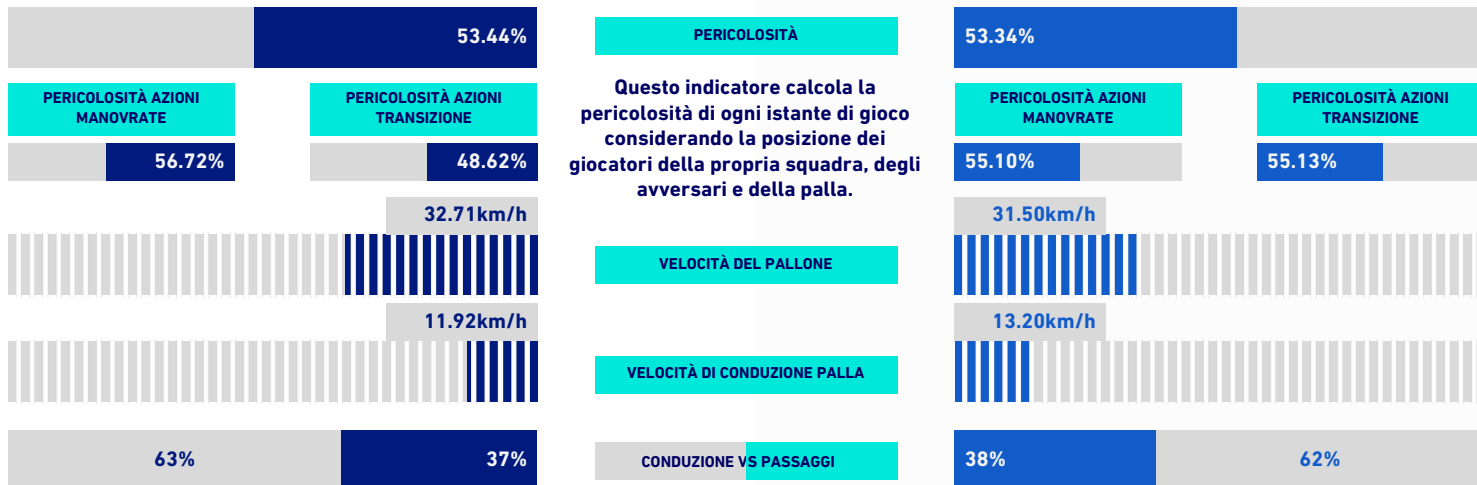 53.44%
PERICOLOSITÀ
53.34%
PERICOLOSITÀ AZIONI
MANOVRATE
56.72%
PERICOLOSITÀ AZIONI
TRANSIZIONE
48.62%
Questo indicatore calcola la
pericolosità di ogni istante di gioco
considerando la posizione dei
giocatori della propria squadra, degli
avversari e della palla.
PERICOLOSITÀ AZIONI
MANOVRATE
55.10%
PERICOLOSITÀ AZIONI
TRANSIZIONE
55.13%
32.71km/h
VELOCITÀ DEL PALLONE
31.50km/h
11.92km/h
VELOCITÀ DI CONDUZIONE PALLA
13.20km/h
63%
37%
CONDUZIONE VS PASSAGGI
38%
62%